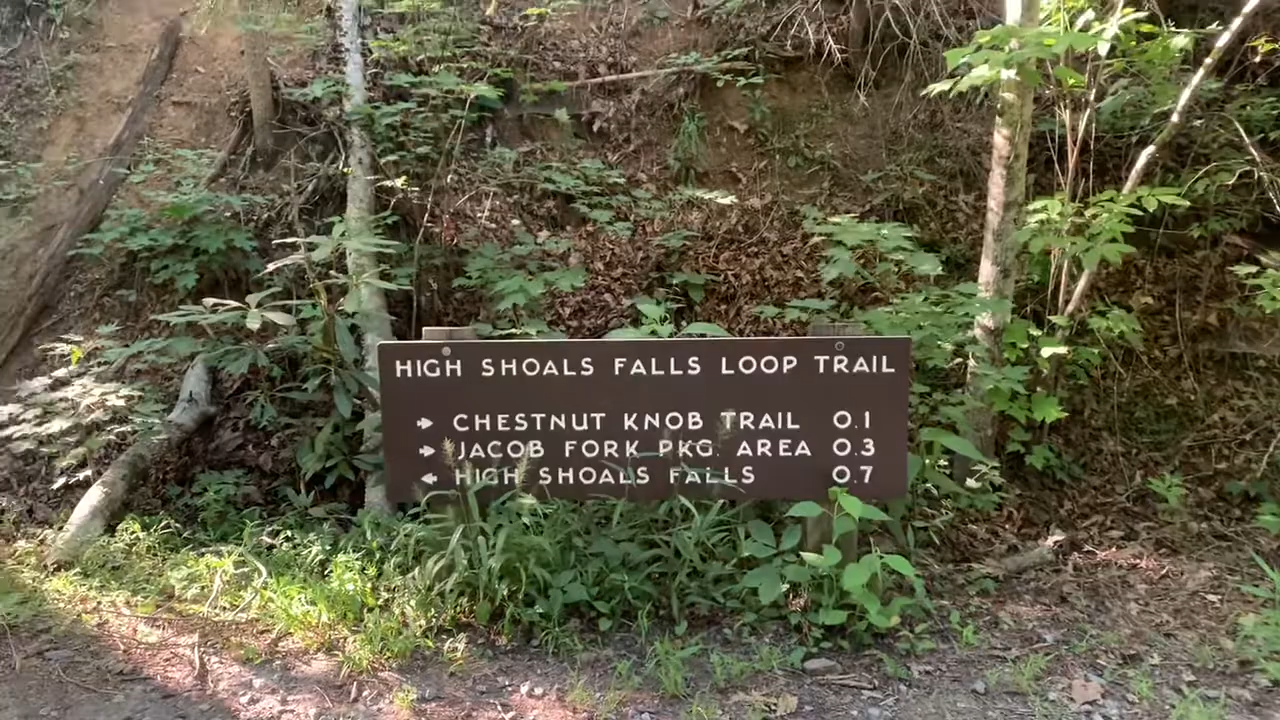 HIGH SHOALS FALLS LOOP TRAIL
CHESTNUT KNOB TRAIL 0.1
JACOB FORK PKG. AREA 0.3
HIGH SHOALS FALLS 0.7